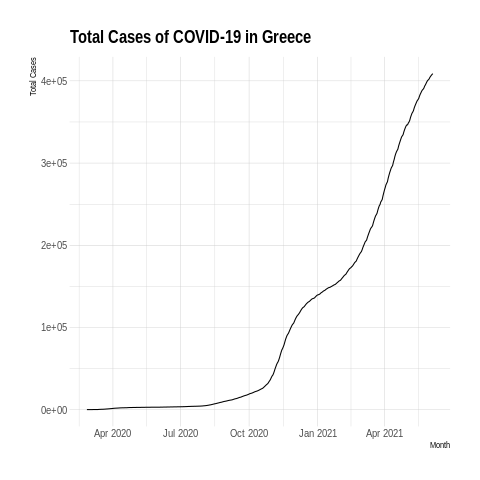 Total Cases of COVID-19 in Greece
Total Cases
4e+05
3e+05
2e+05
1e+05
0e+00
Apr 2020 Jul 2020 Oct 2020 Jan 2021 Apr 2021
Month